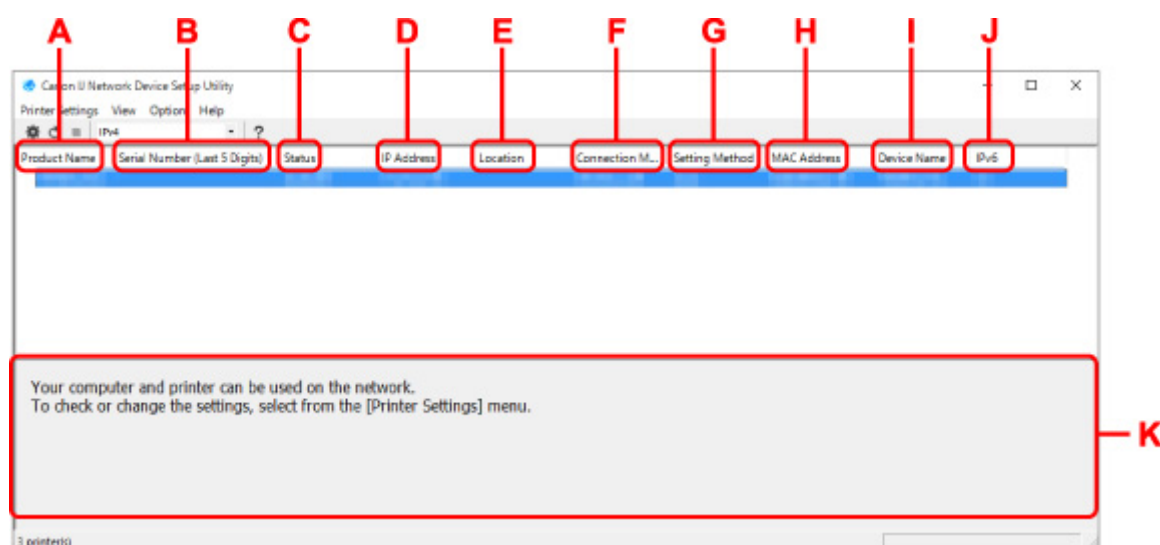 A B C D E F G H I J
Canon IJ Network Device Setup Utility
Printer Settings View Option Help
IPv4 ?
Product Name Serial Number (Last 5 Digits) Status IP Address Location Connection M... Setting Method MAC Address Device Name IPv6
Your computer and printer can be used on the network.
To check or change the settings, select from the [Printer Settings] menu.
K
3 printer(s)